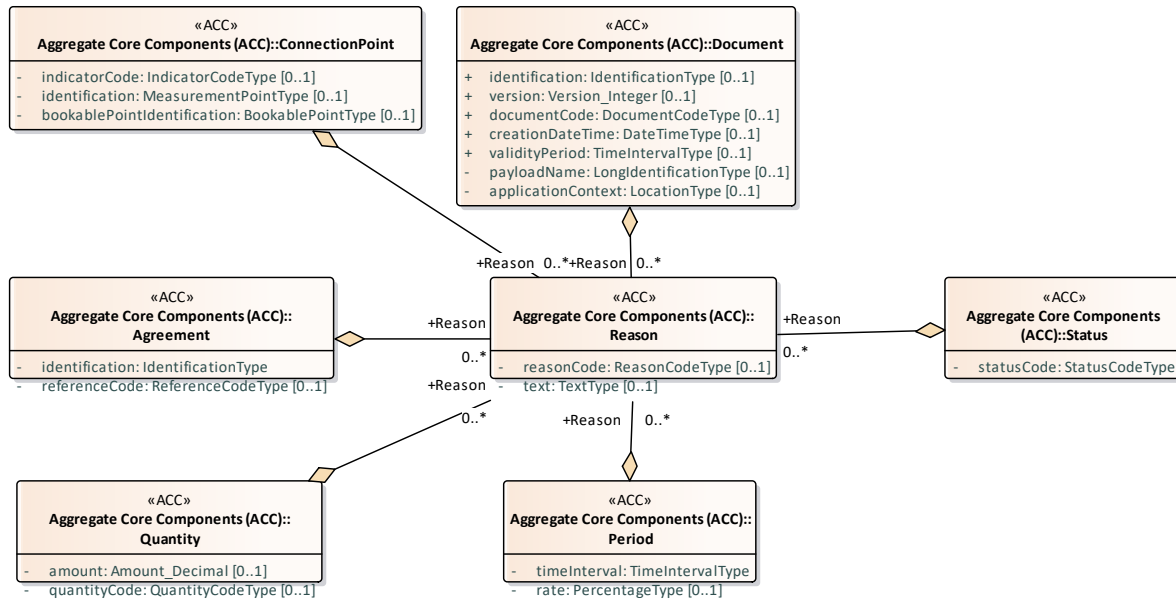 «ACC»
Aggregate Core Components (ACC)::ConnectionPoint
- indicatorCode: IndicatorCodeType [0..1]
- identification: MeasurementPointType [0..1]
- bookablePointIdentification: BookablePointType [0..1]
«ACC»
Aggregate Core Components (ACC)::Document
+ identification: IdentificationType [0..1]
+ version: Version_Integer [0..1]
+ documentCode: DocumentCodeType [0..1]
+ creationDateTime: DateTimeType [0..1]
+ validityPeriod: TimeIntervalType [0..1]
- payloadName: LongIdentificationType [0..1]
- applicationContext: LocationType [0..1]
+Reason 0..*
+Reason 0..*
«ACC»
Aggregate Core Components (ACC)::
Agreement
- identification: IdentificationType
- referenceCode: ReferenceCodeType [0..1]
+Reason
0..*
«ACC»
Aggregate Core Components (ACC)::
Reason
- reasonCode: ReasonCodeType [0..1]
- text: TextType [0..1]
+Reason
0..*
«ACC»
Aggregate Core Components
(ACC)::Status
- statusCode: StatusCodeType
+Reason
0..*
+Reason 0..*
«ACC»
Aggregate Core Components (ACC)::
Quantity
- amount: Amount_Decimal [0..1]
- quantityCode: QuantityCodeType [0..1]
«ACC»
Aggregate Core Components (ACC)::
Period
- timeInterval: TimeIntervalType
- rate: PercentageType [0..1]